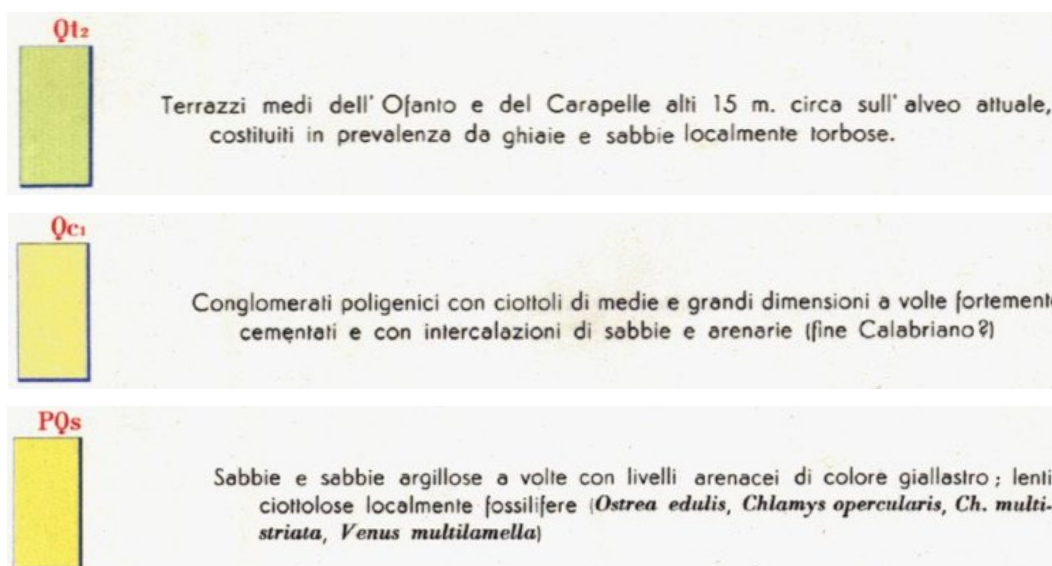 Qt2
Terrazzi medi dell' Ofanto e del Carapelle alti 15 m. circa sull' alveo attuale,
costituiti in prevalenza da ghiaie e sabbie localmente torbose.
Qc1
Conglomerati poligenici con ciottoli di medie e grandi dimensioni a volte fortemente
cementati e con intercalazioni di sabbie e arenarie (fine Calabriano?)
PQs
Sabbie e sabbie argillose a volte con livelli arenacei di colore giallastro; lenti
ciottolose localmente fossilifere (Ostrea edulis, Chlamys opercularis, Ch. multi-
striata, Venus multilamella)